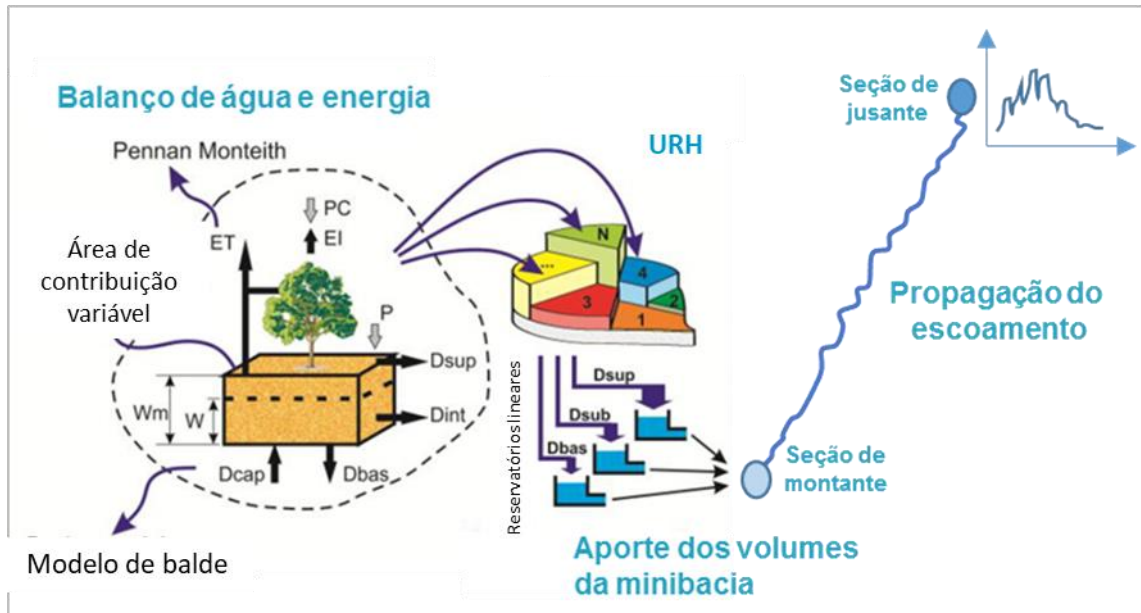 Balanço de água e energia
Pennan Monteith
PC
EI
ET
Área de
contribuição
variável
P
Dsup
Wm
W
Dint
Dcap
Dbas
Modelo de balde
URH
N
...
4
3
2
1
Reservatórios lineares
Dsup
Dsub
Dbas
Aporte dos volumes
da minibacia
Seção de
jusante
Propagação do
escoamento
Seção de
montante